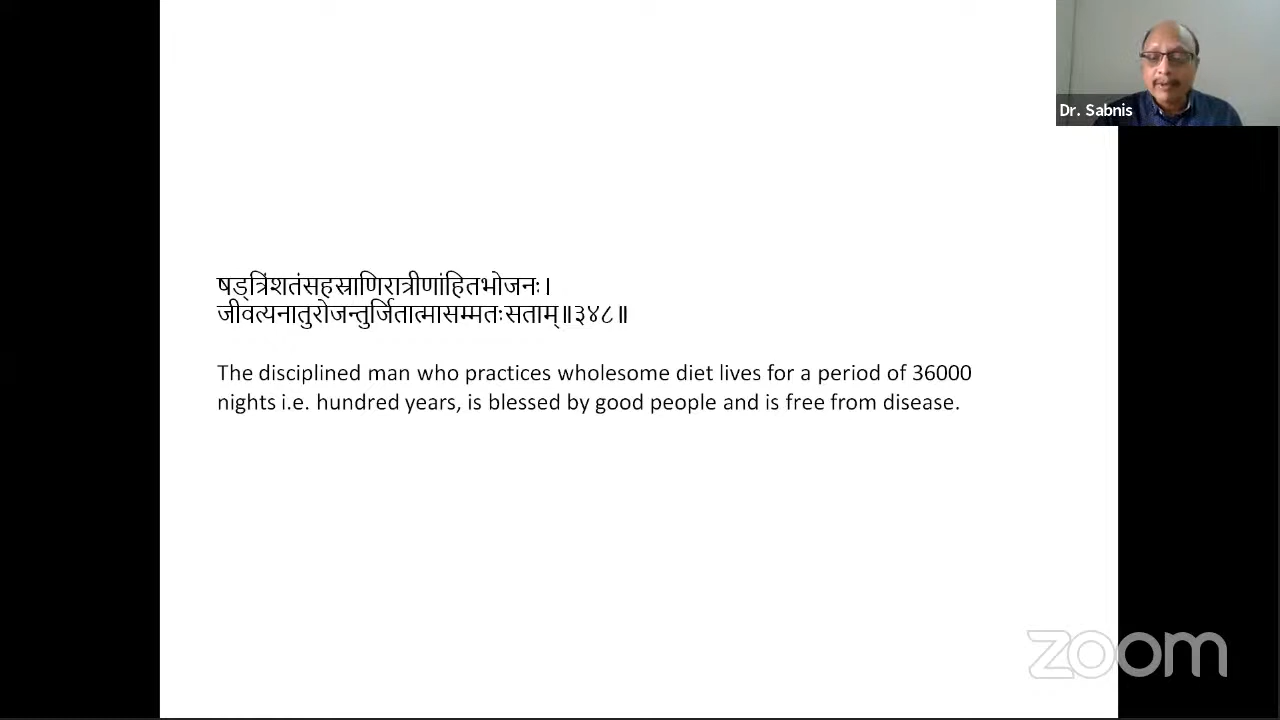 Dr. Sabnis
षड्त्रिंशतंसहस्राणिरात्रीणांहितभोजनः।
जीवत्यनातुरोजन्तुर्जितात्मासम्मतःसताम्॥३४८॥
The disciplined man who practices wholesome diet lives for a period of 36000
nights i.e. hundred years, is blessed by good people and is free from disease.
zoom